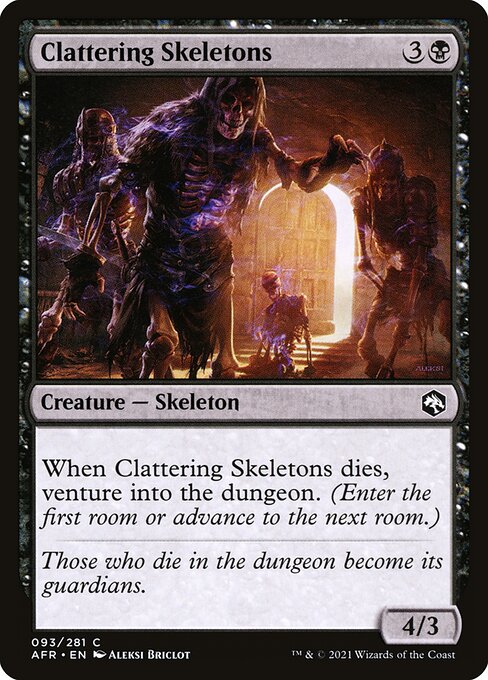 Clattering Skeletons 3
ALEKSI
Creature — Skeleton
When Clattering Skeletons dies,
venture into the dungeon. (Enter the
first room or advance to the next room.)
Those who die in the dungeon become its
guardians.
4/3
093/281 C
AFR • EN Aleksi Briclot
™ & © 2021 Wizards of the Coast